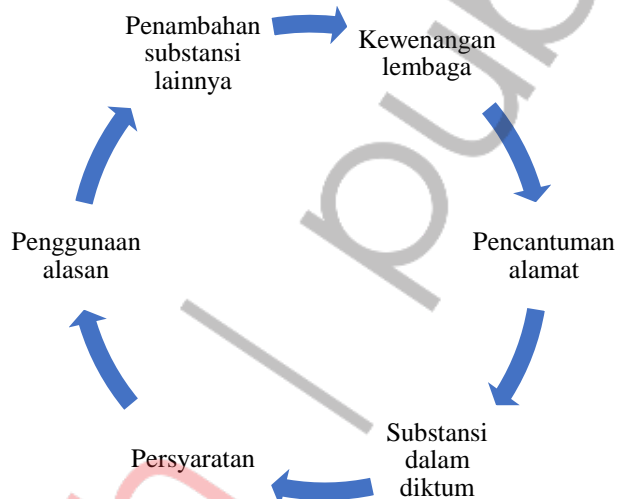 Penambahan
substansi
lainnya
Kewenangan
lembaga
Pencantuman
alamat
Substansi
dalam
diktum
Persyaratan
Penggunaan
alasan